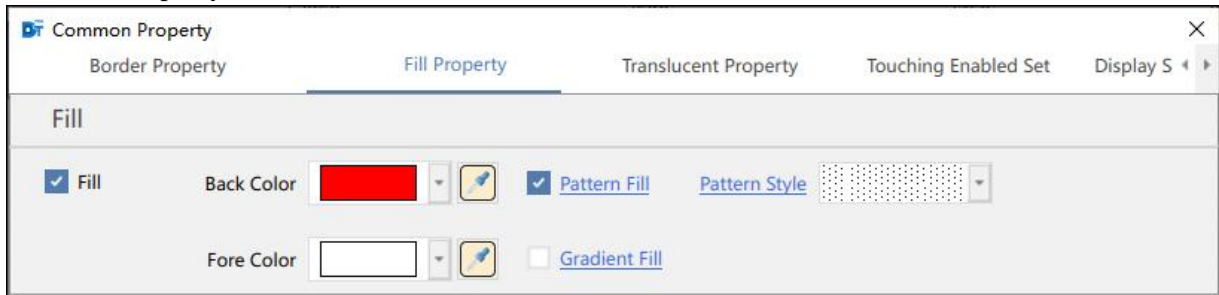 Common Property
Border Property Fill Property Translucent Property Touching Enabled Set Display S
Fill
Fill Back Color Pattern Fill Pattern Style
Fore Color Gradient Fill